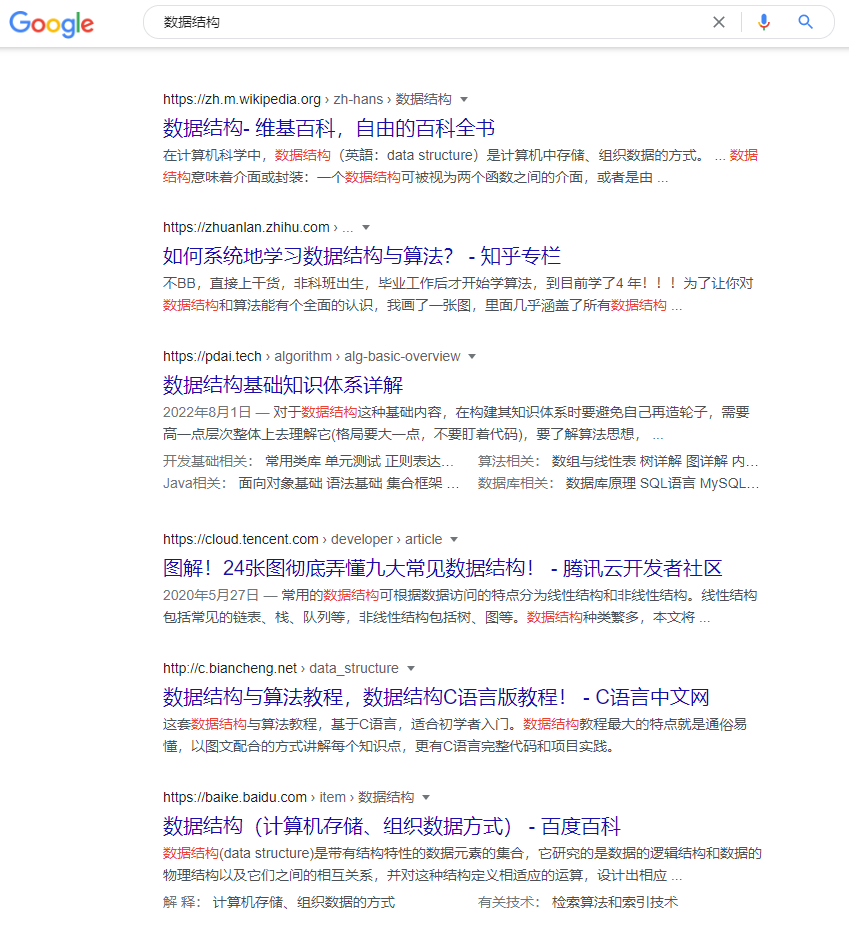 Google
数据结构
https://zh.m.wikipedia.org › zh-hans › 数据结构
数据结构- 维基百科，自由的百科全书
在计算机科学中，数据结构（英語：data structure）是计算机中存储、组织数据的方式。 ... 数据
结构意味着介面或封装：一个数据结构可被视为两个函数之间的介面，或者是由 ...
https://zhuanlan.zhihu.com › ...
如何系统地学习数据结构与算法？ - 知乎专栏
不BB，直接上干货，非科班出生，毕业工作后才开始学算法，到目前学了4 年！！！为了让你对
数据结构和算法能有个全面的认识，我画了一张图，里面几乎涵盖了所有数据结构 ...
https://pdai.tech › algorithm › alg-basic-overview
数据结构基础知识体系详解
2022年8月1日 — 对于数据结构这种基础内容，在构建其知识体系时要避免自己再造轮子，需要
高一点层次整体上去理解它(格局要大一点，不要盯着代码)，要了解算法思想， ...
开发基础相关： 常用类库 单元测试 正则表达...
算法相关： 数组与线性表 树详解 图详解 内...
Java相关： 面向对象基础 语法基础 集合框架 ...
数据库相关： 数据库原理 SQL语言 MySQL...
https://cloud.tencent.com › developer › article
图解！24张图彻底弄懂九大常见数据结构！ - 腾讯云开发者社区
2020年5月27日 — 常用的数据结构可根据数据访问的特点分为线性结构和非线性结构。线性结构
包括常见的链表、栈、队列等，非线性结构包括树、图等。数据结构种类繁多，本文将 ...
http://c.biancheng.net › data_structure
数据结构与算法教程，数据结构C语言版教程！ - C语言中文网
这套数据结构与算法教程，基于C语言，适合初学者入门。数据结构教程最大的特点就是通俗易
懂，以图文配合的方式讲解每个知识点，更有C语言完整代码和项目实践。
https://baike.baidu.com › item › 数据结构
数据结构（计算机存储、组织数据方式） - 百度百科
数据结构(data structure)是带有结构特性的数据元素的集合，它研究的是数据的逻辑结构和数据的
物理结构以及它们之间的相互关系，并对这种结构定义相适应的运算，设计出相应 ...
解 释： 计算机存储、组织数据的方式
有关技术： 检索算法和索引技术